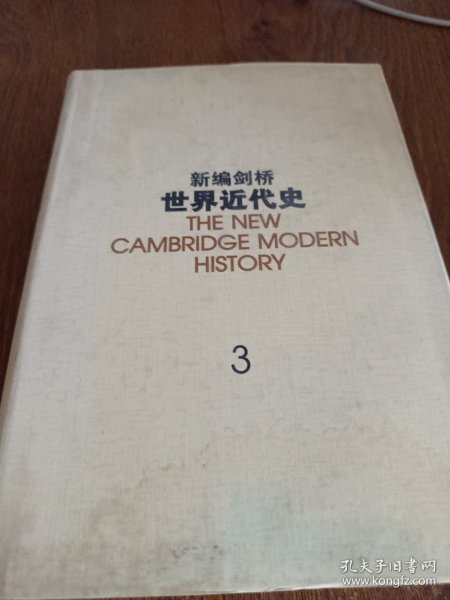 新编剑桥
世界近代史
THE NEW
CAMBRIDGE MODERN
HISTORY
3
孔夫子旧书网
www.kongfz.com